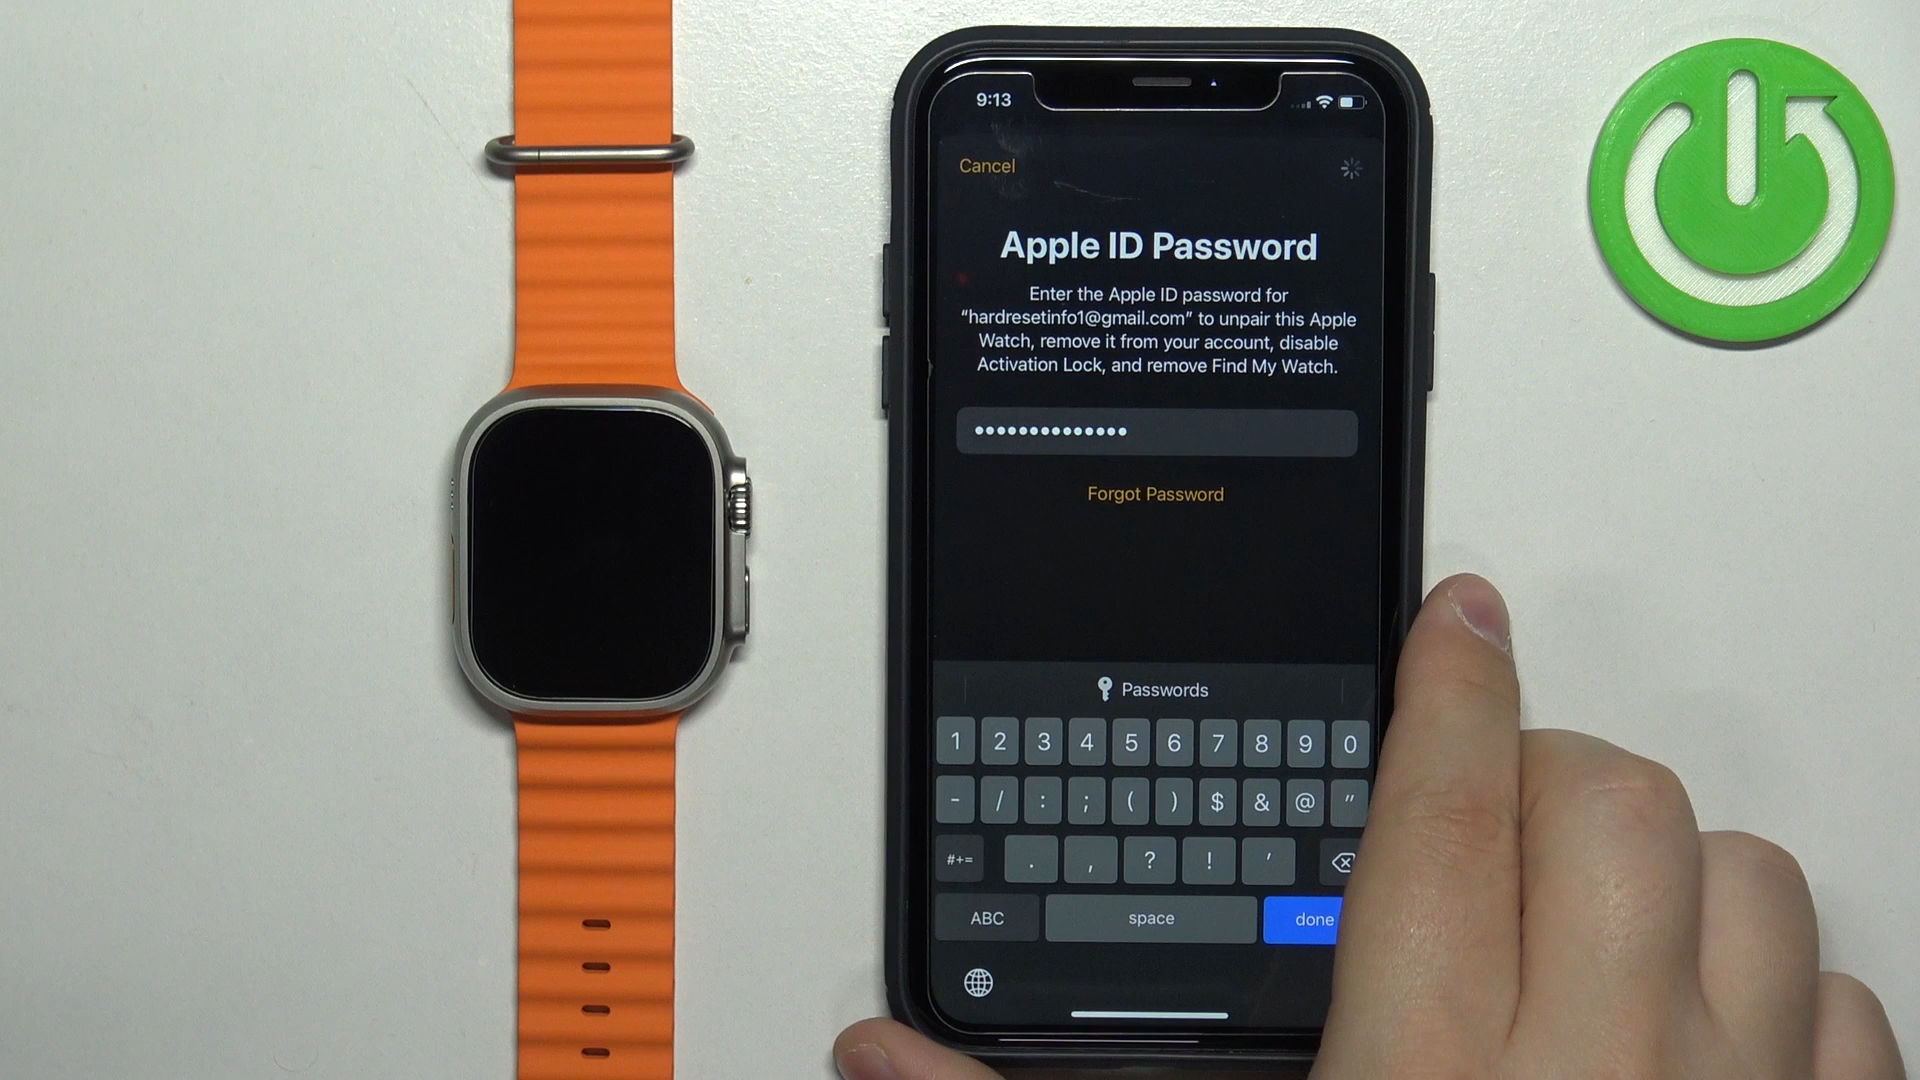 9:13
Cancel
Apple ID Password
Enter the Apple ID password for
“hardresetinfo1@gmail.com” to unpair this Apple
Watch, remove it from your account, disable
Activation Lock, and remove Find My Watch.
••••••••••••••
Forgot Password
Passwords
1 2 3 4 5 6 7 8 9 0
- / : ; ( ) $ & @ "
#+= . , ? ! '
ABC space done